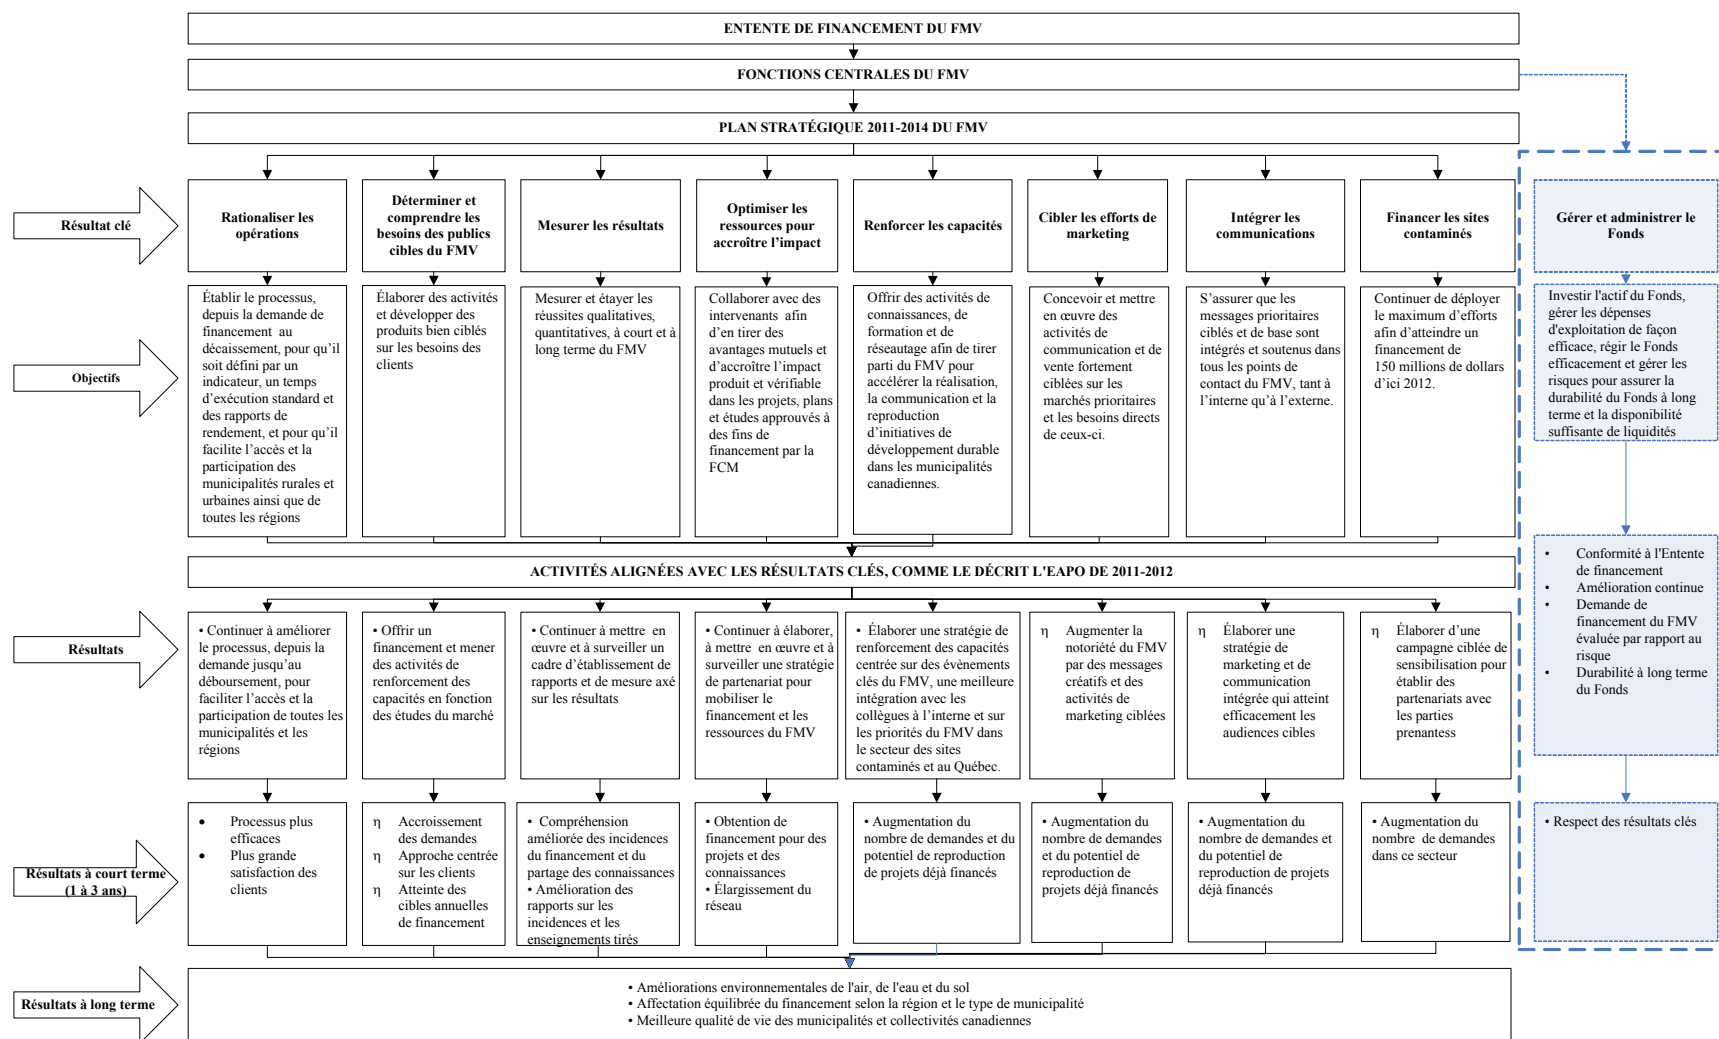 ENTENTE DE FINANCEMENT DU FMV
FONCTIONS CENTRALES DU FMV
PLAN STRATÉGIQUE 2011-2014 DU FMV
Résultat clé
Rationaliser les
opérations
Déterminer et
comprendre les
besoins des publics
cibles du FMV
Mesurer les résultats
Optimiser les
ressources pour
accroître l’impact
Renforcer les capacités
Cibler les efforts de
marketing
Intégrer les
communications
Financer les sites
contaminés
Gérer et administrer le
Fonds
Objectifs
Établir le processus,
depuis la demande de
financement au
décaissement, pour qu’il
soit défini par un
indicateur, un temps
d’exécution standard et
des rapports de
rendement, et pour qu’il
facilite l’accès et la
participation des
municipalités rurales et
urbaines ainsi que de
toutes les régions
Élaborer des activités
et développer des
produits bien ciblés
sur les besoins des
clients
Mesurer et étayer les
réussites qualitatives,
quantitatives, à court et à
long terme du FMV
Collaborer avec des
intervenants afin
d’en tirer des
avantages mutuels et
d’accroître l’impact
produit et vérifiable
dans les projets, plans
et études approuvés à
des fins de
financement par la
FCM
Offrir des activités de
connaissances, de
formation et de
réseautage afin de tirer
parti du FMV pour
accélérer la réalisation,
la communication et la
reproduction
d’initiatives de
développement durable
dans les municipalités
canadiennes.
Concevoir et mettre
en œuvre des
activités de
communication et de
vente fortement
ciblées sur les
marchés prioritaires
et les besoins directs
de ceux-ci.
S’assurer que les
messages prioritaires
ciblés et de base sont
intégrés et soutenus dans
tous les points de
contact du FMV, tant à
l’interne qu’à l’externe.
Continuer de déployer
le maximum d’efforts
afin d’atteindre un
financement de
150 millions de dollars
d’ici 2012.
Investir l'actif du Fonds,
gérer les dépenses
d'exploitation de façon
efficace, régir le Fonds
efficacement et gérer les
risques pour assurer la
durabilité du Fonds à long
terme et la disponibilité
suffisante de liquidités
ACTIVITÉS ALIGNÉES AVEC LES RÉSULTATS CLÉS, COMME LE DÉCRIT L'EAPO DE 2011-2012
Résultats
• Continuer à améliorer
le processus, depuis la
demande jusqu’au
déboursement, pour
faciliter l’accès et la
participation de toutes les
municipalités et les
régions
• Offrir un
financement et mener
des activités de
renforcement des
capacités en fonction
des études du marché
• Continuer à mettre en
œuvre et à surveiller un
cadre d’établissement de
rapports et de mesure axé
sur les résultats
• Continuer à élaborer,
à mettre en œuvre et à
surveiller une stratégie
de partenariat pour
mobiliser le
financement et les
ressources du FMV
• Élaborer une stratégie de
renforcement des capacités
centrée sur des évènements
clés du FMV, une meilleure
intégration avec les
collègues à l’interne et sur
les priorités du FMV dans
le secteur des sites
contaminés et au Québec.
η Augmenter la
notoriété du FMV
par des messages
créatifs et des
activités de
marketing ciblées
η Élaborer une
stratégie de
marketing et de
communication
intégrée qui atteint
efficacement les
audiences cibles
η Élaborer d’une
campagne ciblée de
sensibilisation pour
établir des
partenariats avec
les parties
prenantess
• Conformité à l'Entente
de financement
• Amélioration continue
• Demande de
financement du FMV
évaluée par rapport au
risque
• Durabilité à long terme
du Fonds
Résultats à court terme
(1 à 3 ans)
• Processus plus
efficaces
• Plus grande
satisfaction des
clients
η Accroissement
des demandes
η Approche centrée
sur les clients
η Atteinte des
cibles annuelles
de financement
• Compréhension
améliorée des incidences
du financement et du
partage des connaissances
• Amélioration des
rapports sur les
incidences et les
enseignements tirés
• Obtention de
financement pour des
projets et des
connaissances
• Élargissement du
réseau
• Augmentation du
nombre de demandes et du
potentiel de reproduction
de projets déjà financés
• Augmentation du
nombre de demandes
et du potentiel de
reproduction de
projets déjà financés
• Augmentation du
nombre de demandes et
du potentiel de
reproduction de projets
déjà financés
• Augmentation du
nombre de demandes
dans ce secteur
• Respect des résultats clés
Résultats à long terme
• Améliorations environnementales de l'air, de l'eau et du sol
• Affectation équilibrée du financement selon la région et le type de municipalité
• Meilleure qualité de vie des municipalités et collectivités canadiennes